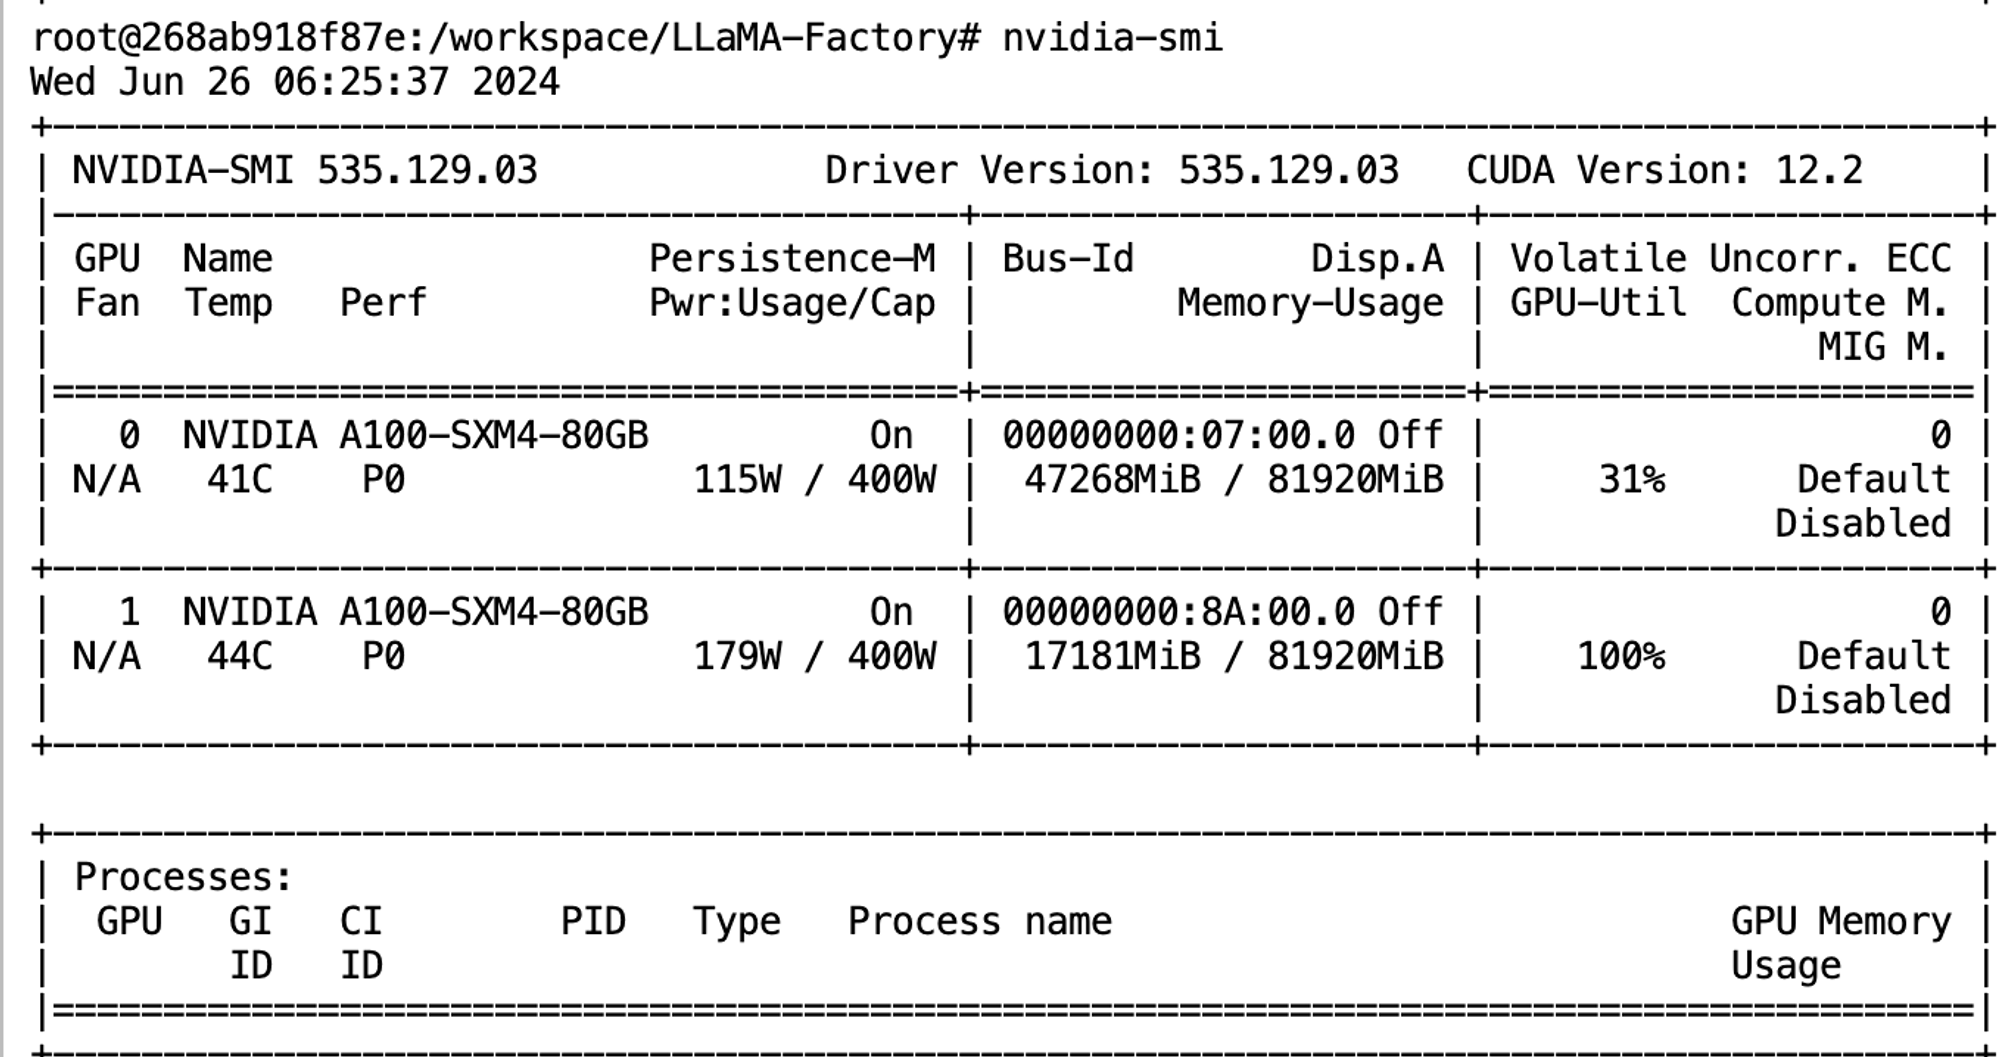 root@268ab918f87e:/workspace/LLaMA-Factory# nvidia-smi
Wed Jun 26 06:25:37 2024
+---------------------------------------------------------------------------------------+
| NVIDIA-SMI 535.129.03             Driver Version: 535.129.03   CUDA Version: 12.2     |
|-----------------------------------------+----------------------+----------------------+
| GPU  Name                 Persistence-M | Bus-Id        Disp.A | Volatile Uncorr. ECC |
| Fan  Temp   Perf          Pwr:Usage/Cap |         Memory-Usage | GPU-Util  Compute M. |
|                                         |                      |               MIG M. |
|=========================================+======================+======================|
|   0  NVIDIA A100-SXM4-80GB          On  | 00000000:07:00.0 Off |                    0 |
| N/A   41C    P0             115W / 400W |  47268MiB / 81920MiB |     31%      Default |
|                                         |                      |             Disabled |
+-----------------------------------------+----------------------+----------------------+
|   1  NVIDIA A100-SXM4-80GB          On  | 00000000:8A:00.0 Off |                    0 |
| N/A   44C    P0             179W / 400W |  17181MiB / 81920MiB |    100%      Default |
|                                         |                      |             Disabled |
+-----------------------------------------+----------------------+----------------------+
+---------------------------------------------------------------------------------------+
| Processes:                                                                            |
|  GPU   GI   CI        PID   Type   Process name                            GPU Memory |
|        ID   ID                                                             Usage      |
|=======================================================================================|